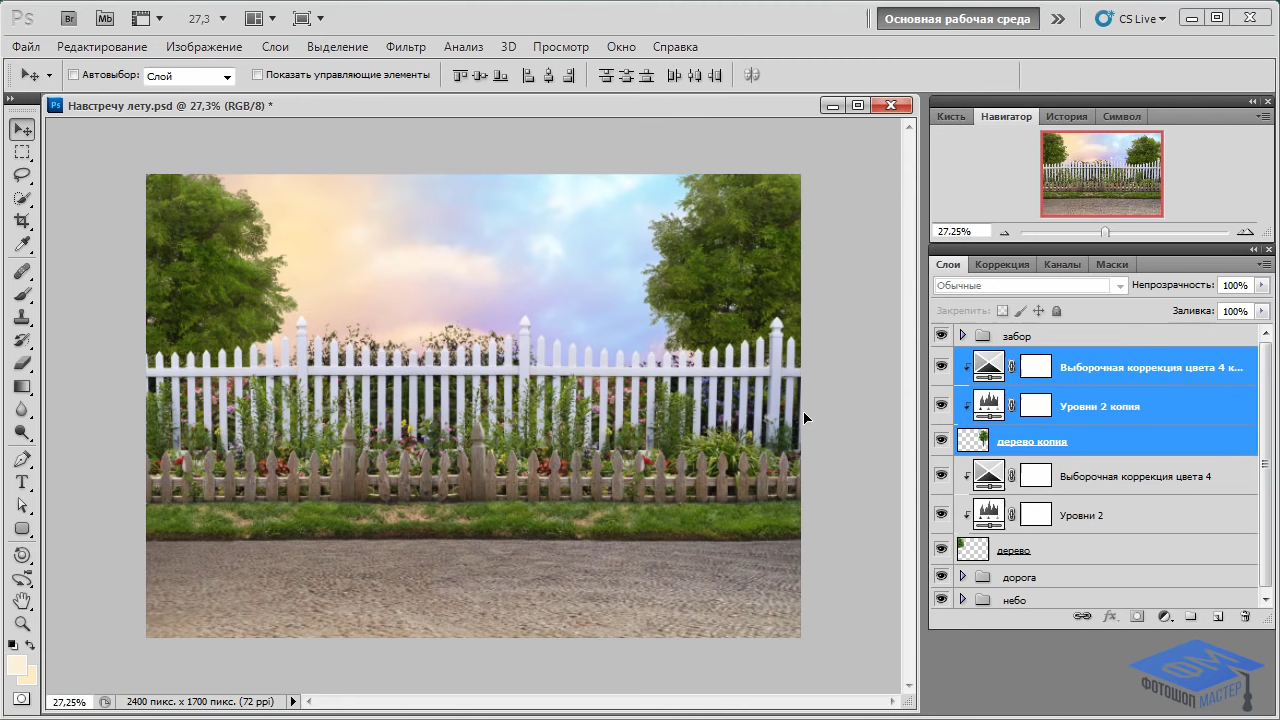 Ps Br Mb 27,3 Основная рабочая среда CS Live
Файл Редактирование Изображение Слои Выделение Фильтр Анализ 3D Просмотр Окно Справка
Автовыбор: Слой Показать управляющие элементы
Ps Навстречу лету.psd @ 27,3% (RGB/8) *
Кисть Навигатор История Символ
27,25%
Слои Коррекция Каналы Маски
Обычные Непрозрачность: 100%
Закрепить: Заливка: 100%
забор
Выборочная коррекция цвета 4 к...
Уровни 2 копия
дерево копия
Выборочная коррекция цвета 4
Уровни 2
дерево
дорога
небо
fx
T
27,25% 2400 пикс. x 1700 пикс. (72 ppi)
ФМ
ФОТОШОП МАСТЕР